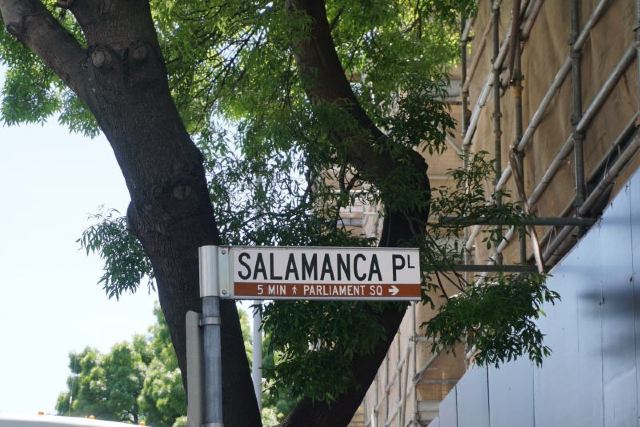 SALAMANCA PL
5 MIN PARLIAMENT SQ →